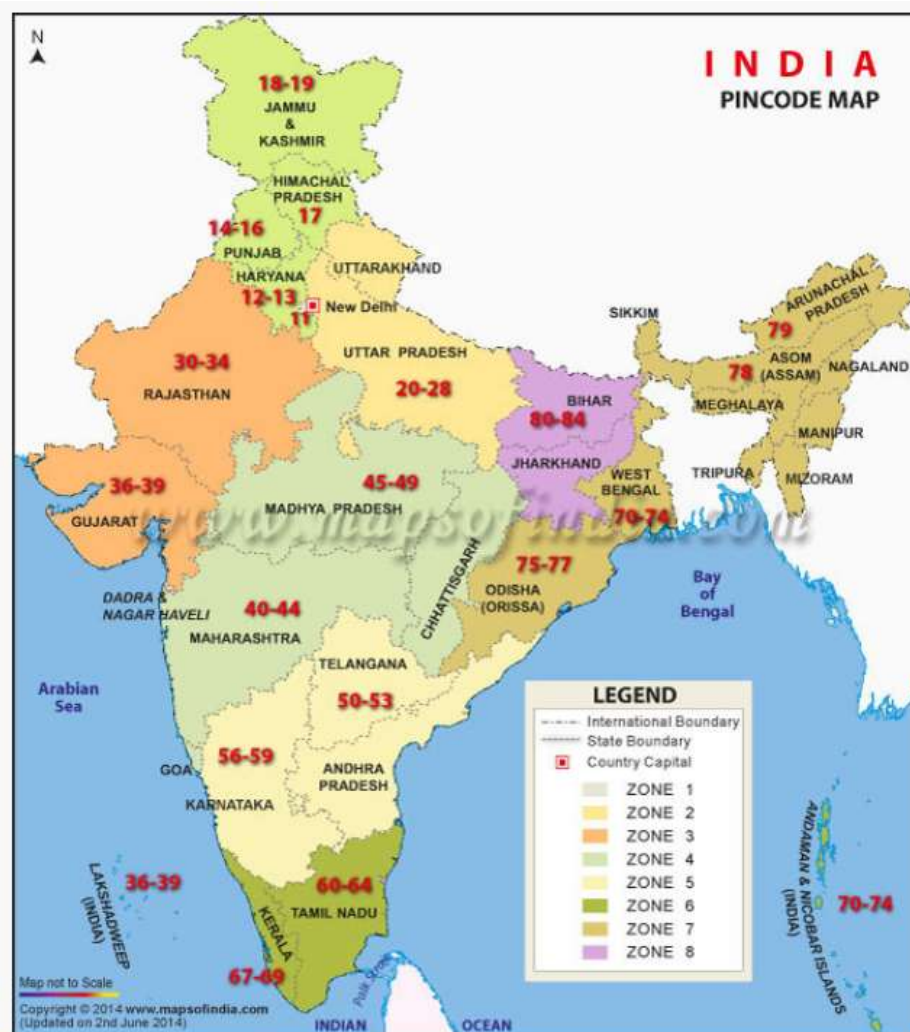 N
INDIA
PINCODE MAP
18-19
JAMMU
&
KASHMIR
HIMACHAL
PRADESH
17
14-16
PUNJAB
HARYANA
12-13
11
New Delhi
UTTARAKHAND
UTTAR PRADESH
20-28
30-34
RAJASTHAN
SIKKIM
ARUNACHAL
PRADESH
79
78
ASOM
(ASSAM)
NAGALAND
MEGHALAYA
MANIPUR
TRIPURA
MIZORAM
BIHAR
80-84
JHARKHAND
WEST
BENGAL
70-74
36-39
GUJARAT
45-49
MADHYA PRADESH
www.mapsofindia.com
CHHATTISGARH
75-77
ODISHA
(ORISSA)
Bay
of
Bengal
DADRA &
NAGAR HAVELI
40-44
MAHARASHTRA
TELANGANA
50-53
Arabian
Sea
56-59
GOA
KARNATAKA
ANDHRA
PRADESH
LEGEND
International Boundary
State Boundary
Country Capital
ZONE 1
ZONE 2
ZONE 3
ZONE 4
ZONE 5
ZONE 6
ZONE 7
ZONE 8
LAKSHADWEEP
(INDIA)
36-39
60-64
TAMIL NADU
KERALA
67-69
Palk Strait
ANDAMAN & NICOBAR ISLANDS
(INDIA)
70-74
Map not to Scale
Copyright © 2014 www.mapsofindia.com
(Updated on 2nd June 2014)
INDIAN OCEAN